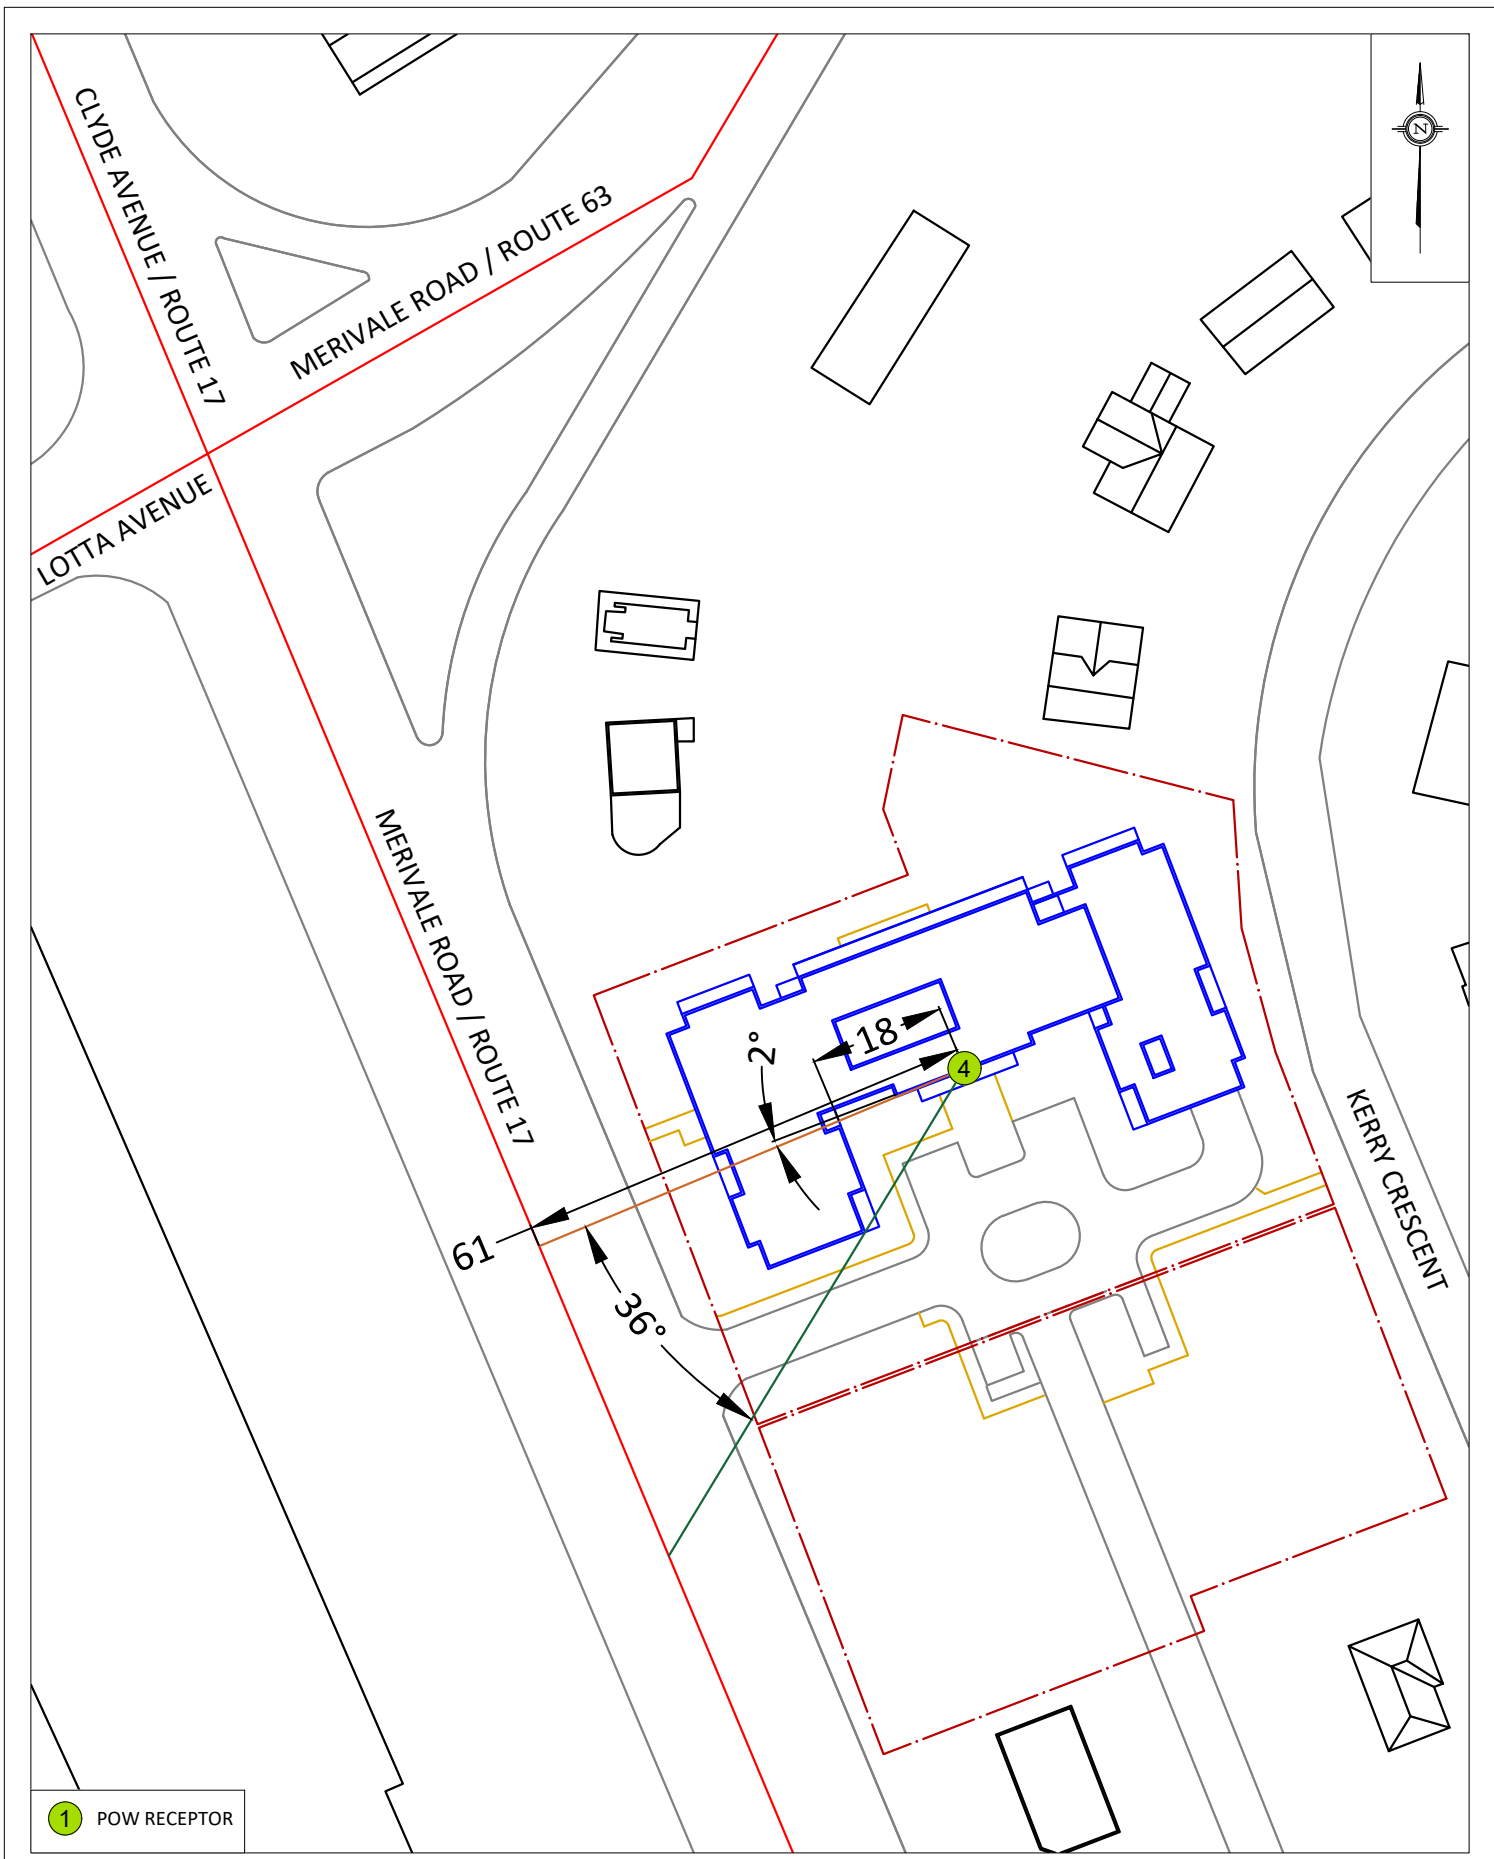 CLYDE AVENUE / ROUTE 17
N
MERIVALE ROAD / ROUTE 63
LOTTA AVENUE
MERIVALE ROAD / ROUTE 17
2°
18
4
61
36°
KERRY CRESCENT
1 POW RECEPTOR